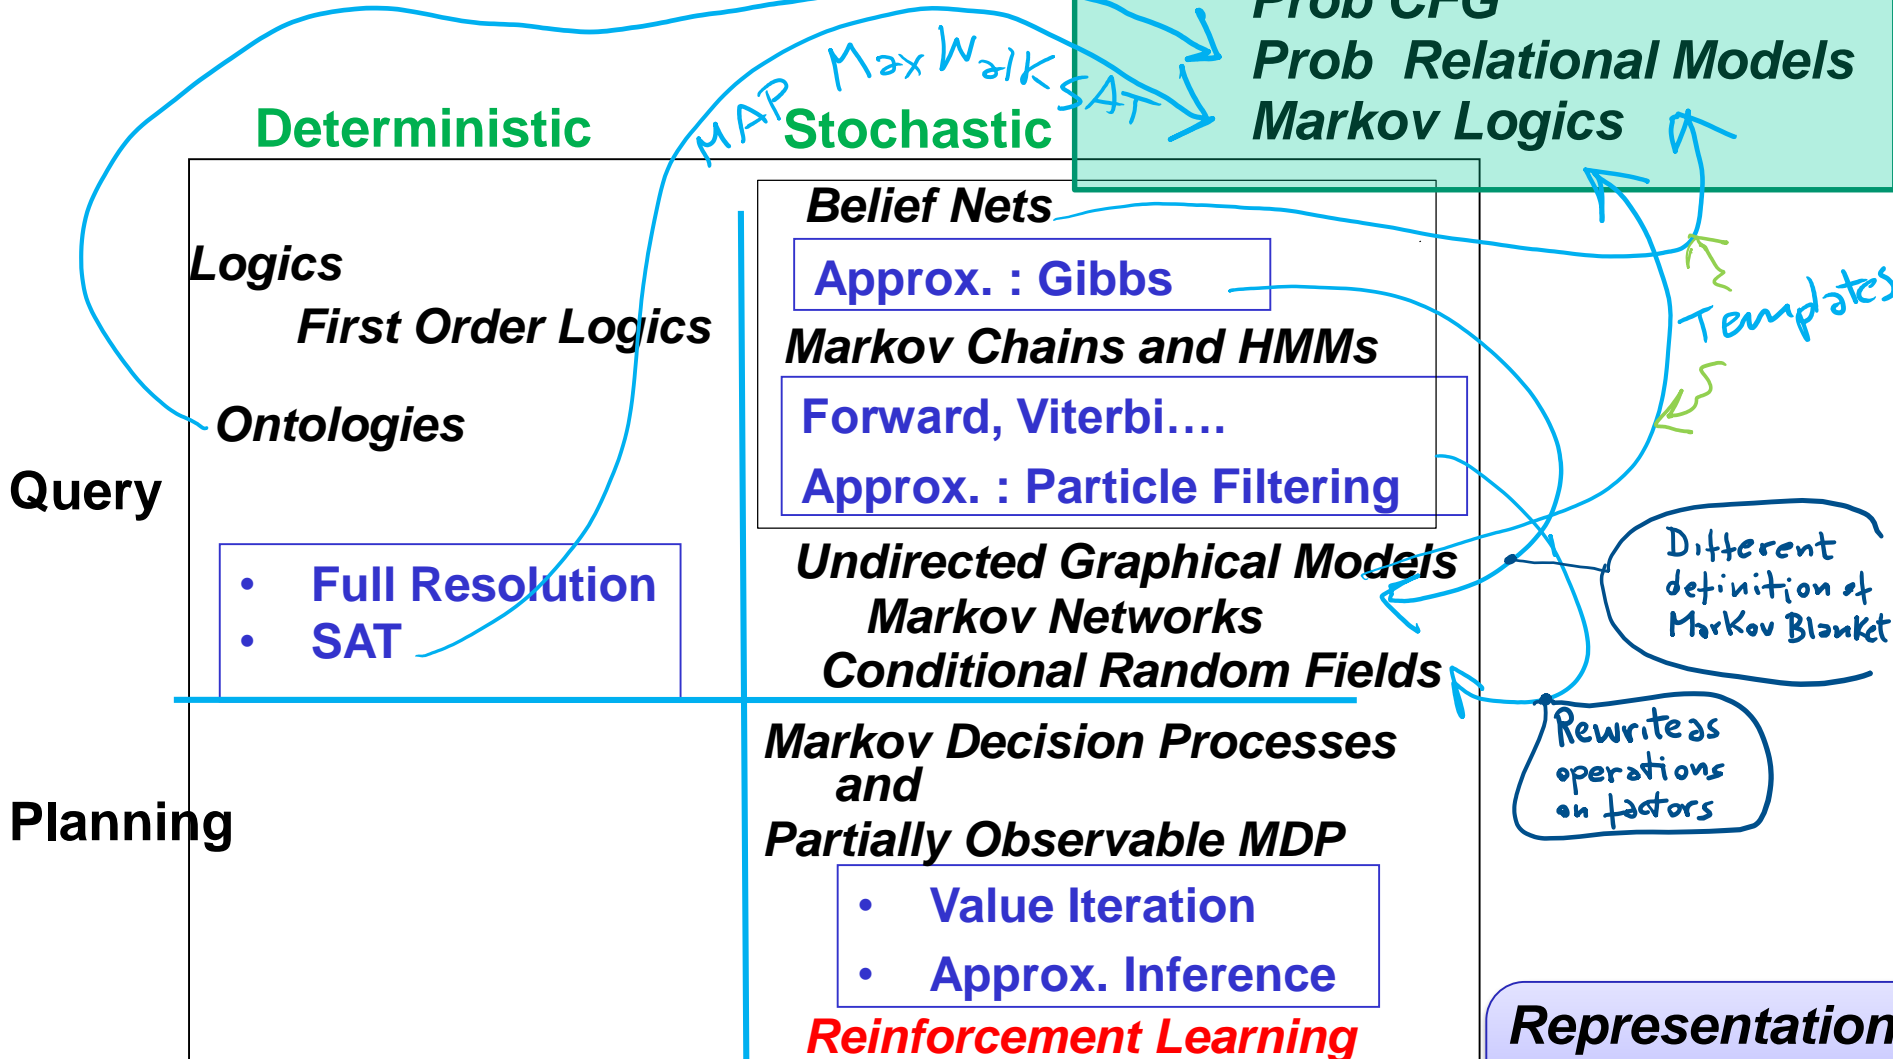 Prob CFG
Prob Relational Models
Markov Logics
MAP Max WalkSAT
Deterministic
Stochastic
Belief Nets
Logics
Approx. : Gibbs
Templates
First Order Logics
Markov Chains and HMMs
Ontologies
Forward, Viterbi….
Query
Approx. : Particle Filtering
Different
definition of
Markov Blanket
Undirected Graphical Models
• Full Resolution
Markov Networks
• SAT
Conditional Random Fields
Rewrite as
operations
on factors
Markov Decision Processes
and
Planning
Partially Observable MDP
• Value Iteration
• Approx. Inference
Reinforcement Learning
Representation